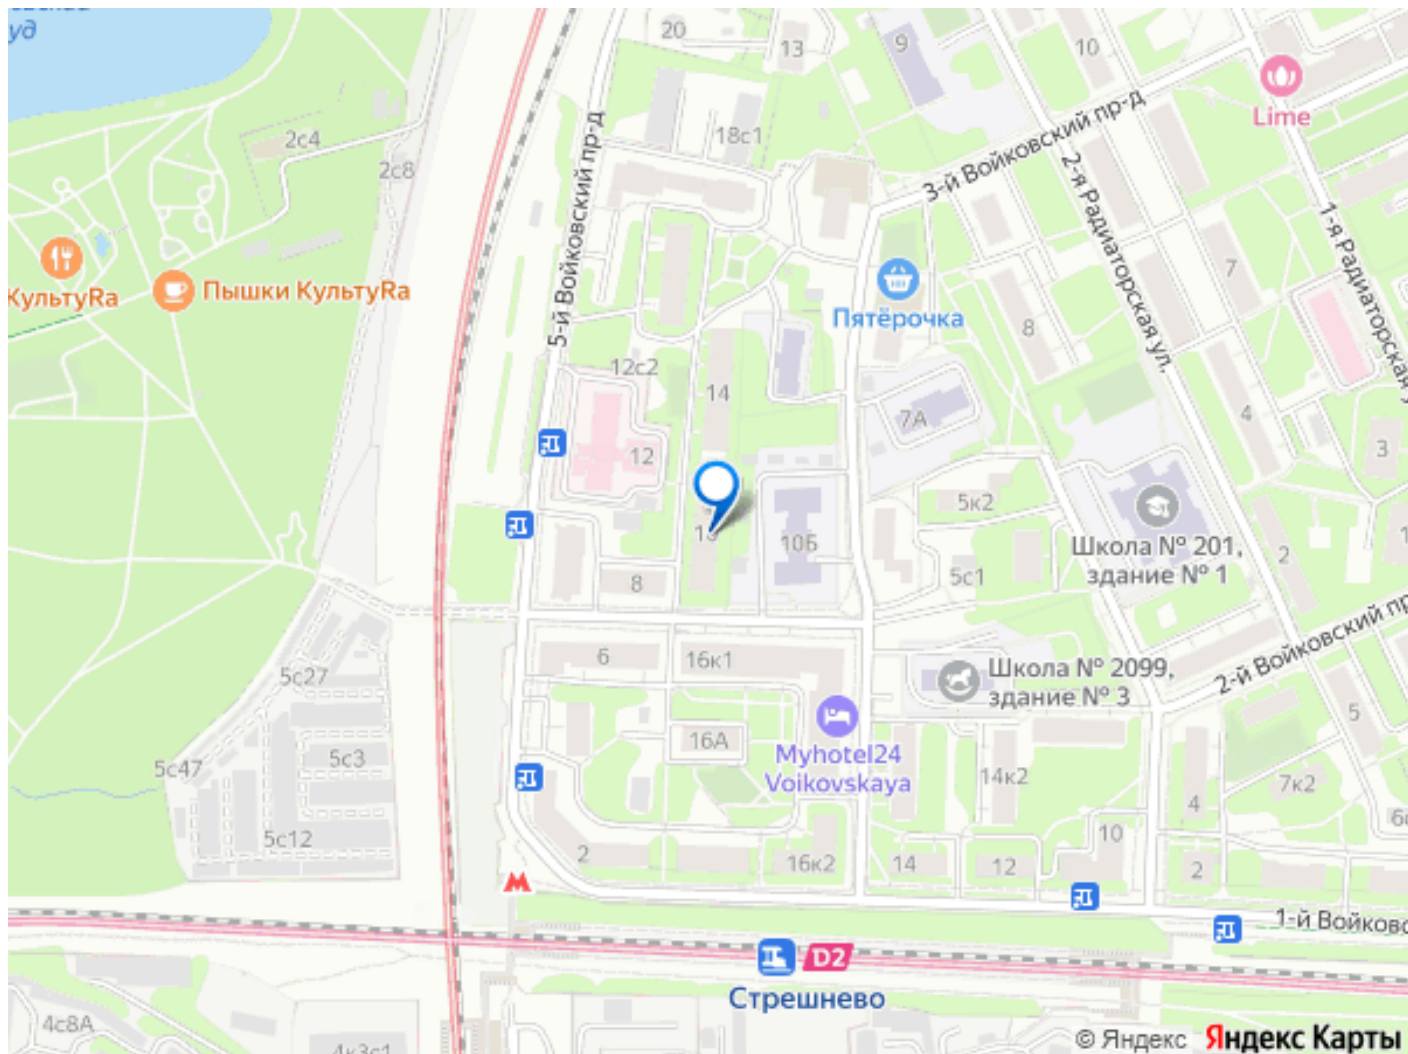 уд
20
13
9
10
Lime
2с4
2с8
18с1
5-й Войковский пр-д
3-й Войковский пр-д
2-я Радиаторская ул.
1-я Радиаторская
КультуRa
Пышки КультуRa
Пятёрочка
7
8
12с2
14
7А
4
3
12
5к2
10Б
Школа № 201,
здание № 1
2
8
5с1
6
16к1
Школа № 2099,
здание № 3
2-й Войковский пр
5с27
5
16А
Myhotel24
Voikovskaya
5с47
5с3
14к2
7к2
4
5с12
2
16к2
14
12
10
2
1-й Войковс
D2
Стрешнево
4с8А
4к3с1
© Яндекс Яндекс Карты